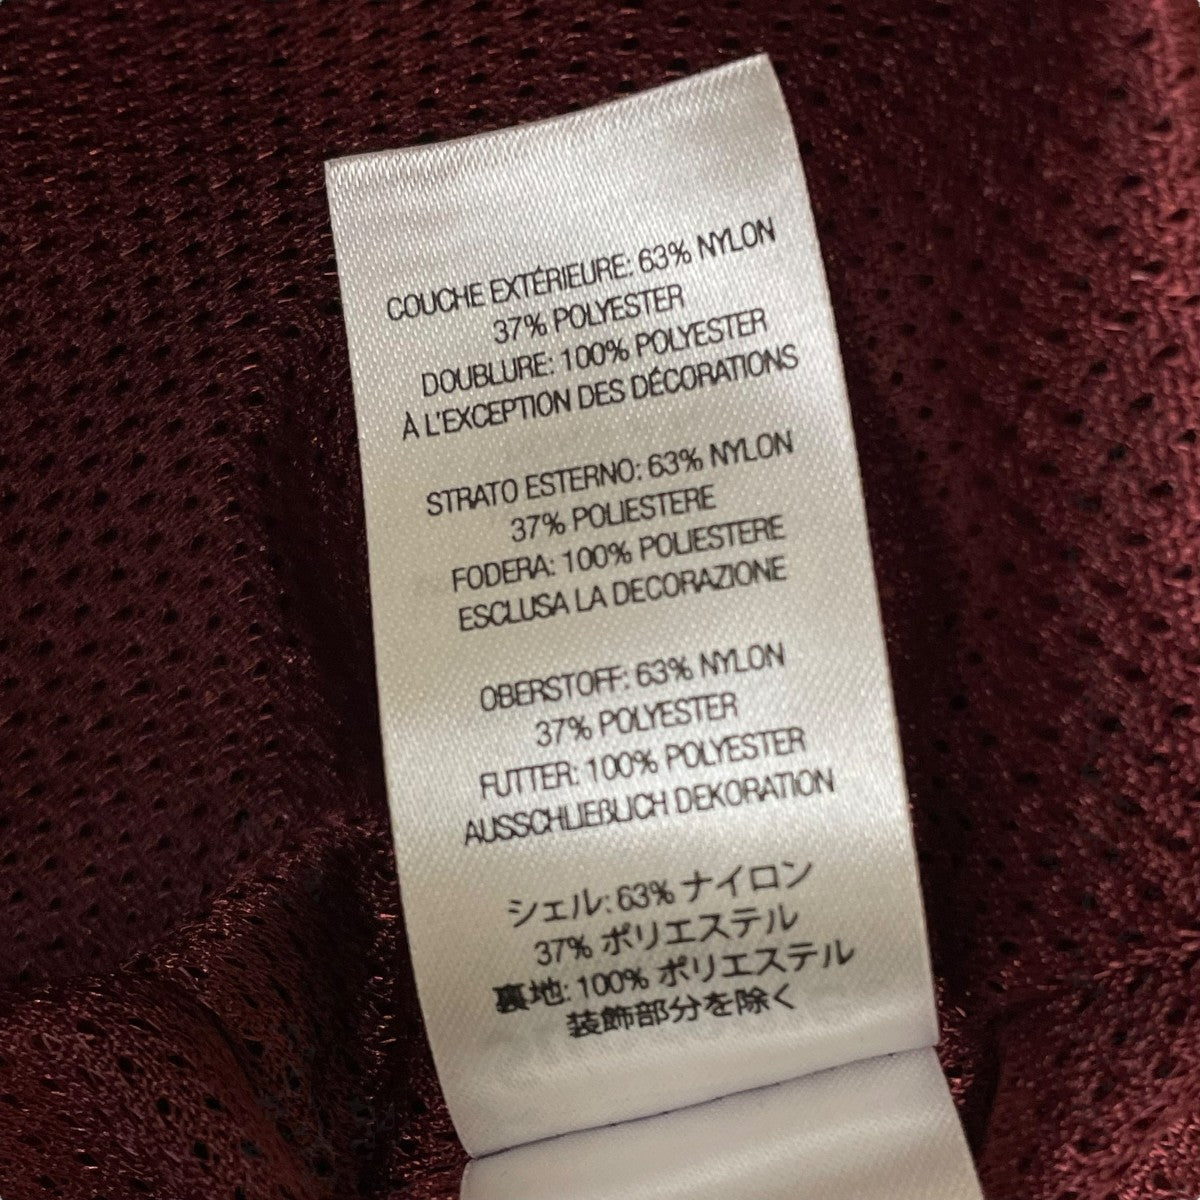 COUCHE EXTÉRIEURE: 63% NYLON
37% POLYESTER
DOUBLURE: 100% POLYESTER
À L'EXCEPTION DES DÉCORATIONS
STRATO ESTERNO: 63% NYLON
37% POLIESTERE
FODERA: 100% POLIESTERE
ESCLUSA LA DECORAZIONE
OBERSTOFF: 63% NYLON
37% POLYESTER
FUTTER: 100% POLYESTER
AUSSCHLIEßLICH DEKORATION
シェル: 63% ナイロン
37% ポリエステル
裏地: 100% ポリエステル
装飾部分を除く